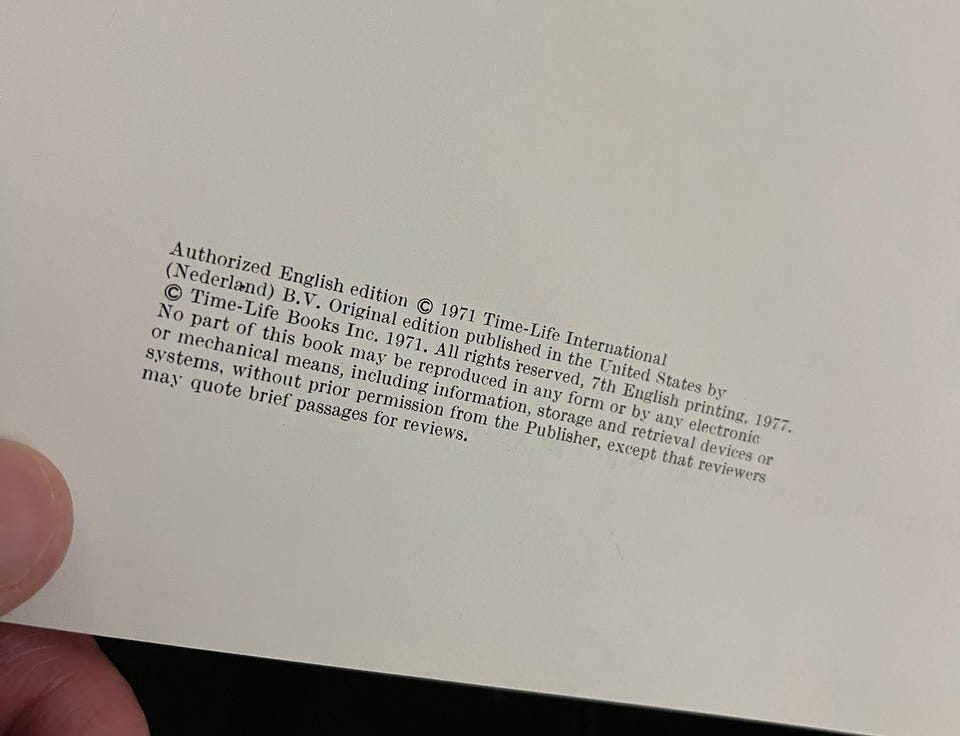 Authorized English edition © 1971 Time-Life International
(Nederland) B.V. Original edition published in the United States by
© Time-Life Books Inc. 1971. All rights reserved, 7th English printing, 1977.
No part of this book may be reproduced in any form or by any electronic
or mechanical means, including information, storage and retrieval devices or
systems, without prior permission from the Publisher, except that reviewers
may quote brief passages for reviews.